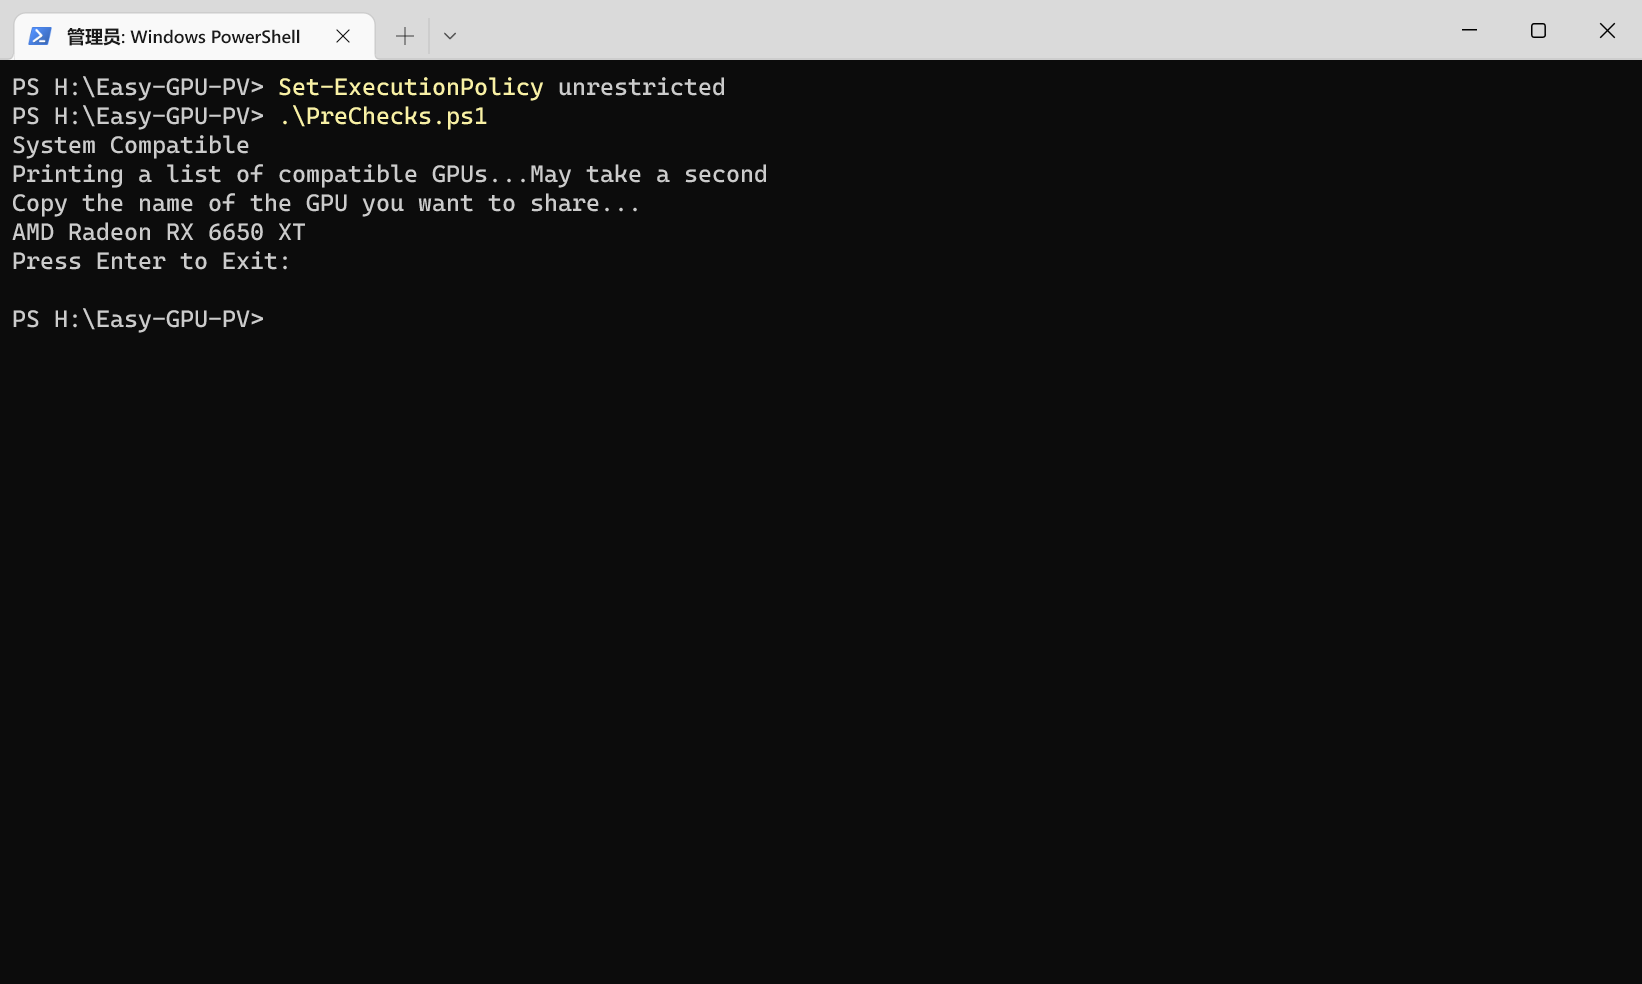 管理员: Windows PowerShell
PS H:\Easy-GPU-PV> Set-ExecutionPolicy unrestricted
PS H:\Easy-GPU-PV> .\PreChecks.ps1
System Compatible
Printing a list of compatible GPUs...May take a second
Copy the name of the GPU you want to share...
AMD Radeon RX 6650 XT
Press Enter to Exit:
PS H:\Easy-GPU-PV>